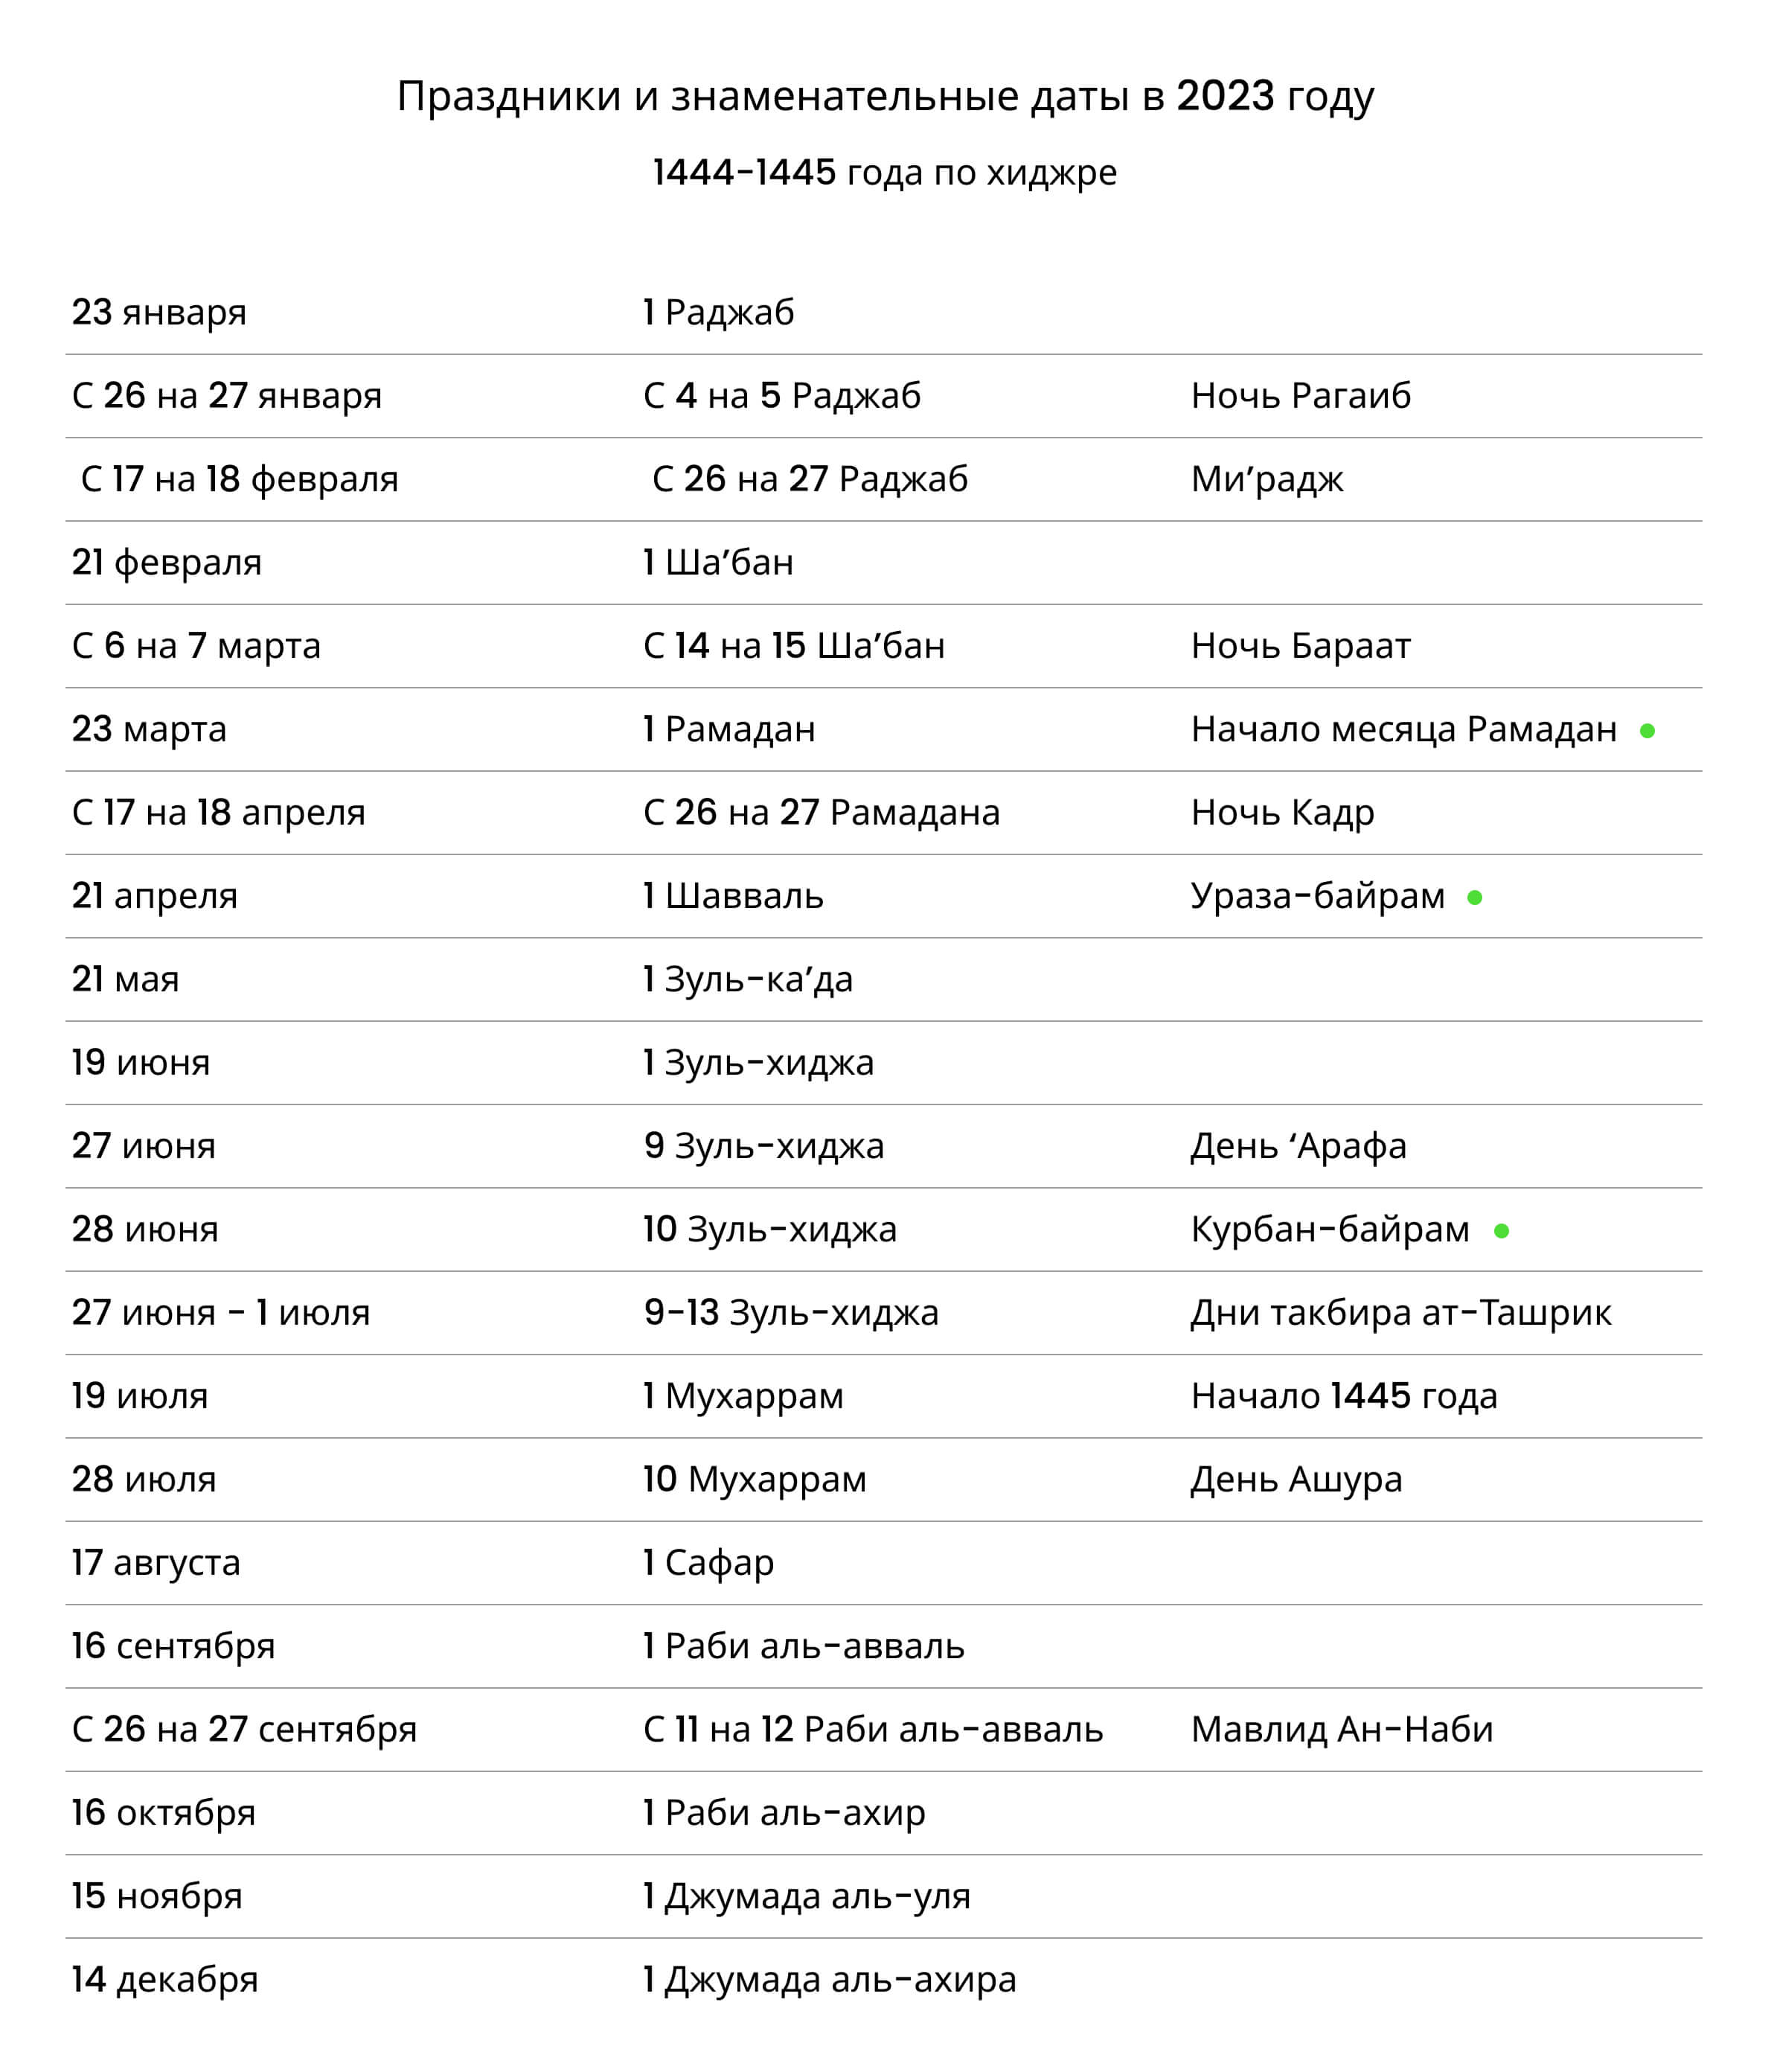 Праздники и знаменательные даты в 2023 году
1444-1445 года по хиджре
23 января 1 Раджаб
С 26 на 27 января С 4 на 5 Раджаб Ночь Рагаиб
С 17 на 18 февраля С 26 на 27 Раджаб Ми’радж
21 февраля 1 Ша’бан
С 6 на 7 марта С 14 на 15 Ша’бан Ночь Бараат
23 марта 1 Рамадан Начало месяца Рамадан
С 17 на 18 апреля С 26 на 27 Рамадана Ночь Кадр
21 апреля 1 Шавваль Ураза-байрам
21 мая 1 Зуль-ка’да
19 июня 1 Зуль-хиджа
27 июня 9 Зуль-хиджа День ‘Арафа
28 июня 10 Зуль-хиджа Курбан-байрам
27 июня - 1 июля 9-13 Зуль-хиджа Дни такбира ат-Ташрик
19 июля 1 Мухаррам Начало 1445 года
28 июля 10 Мухаррам День Ашура
17 августа 1 Сафар
16 сентября 1 Раби аль-авваль
С 26 на 27 сентября С 11 на 12 Раби аль-авваль Мавлид Ан-Наби
16 октября 1 Раби аль-ахир
15 ноября 1 Джумада аль-уля
14 декабря 1 Джумада аль-ахира